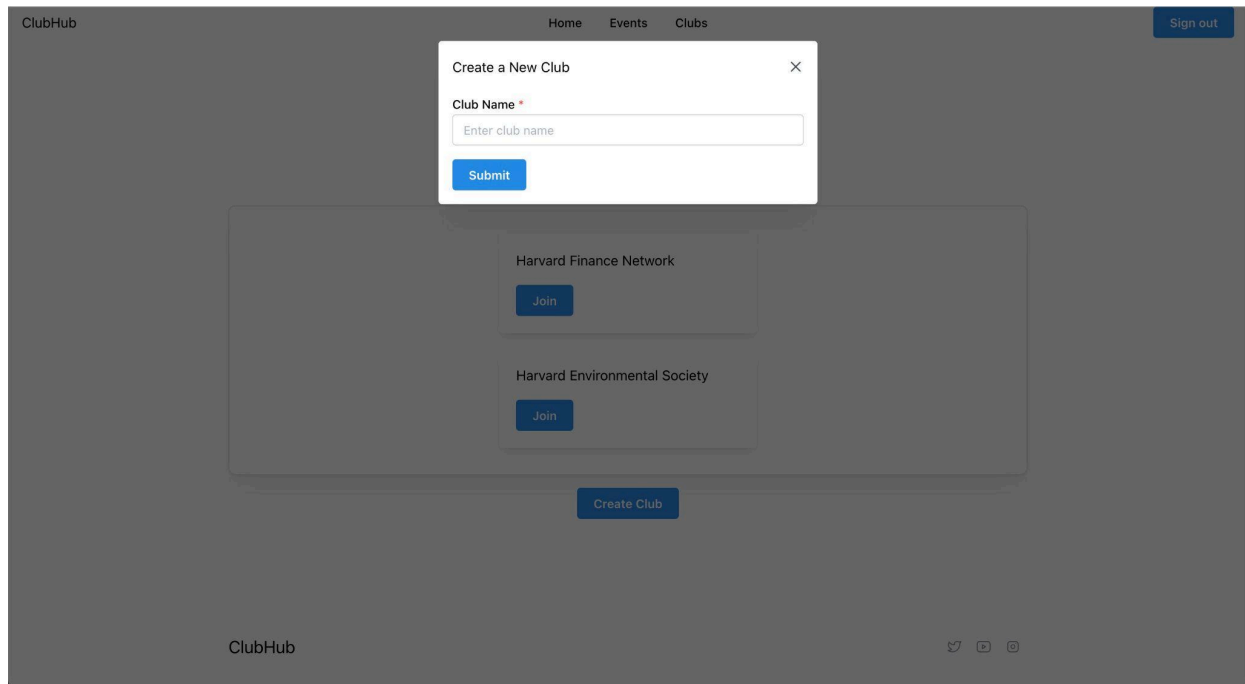 ClubHub Home Events Clubs Sign out
Create a New Club
Club Name *
Enter club name
Submit
Harvard Finance Network
Join
Harvard Environmental Society
Join
Create Club
ClubHub